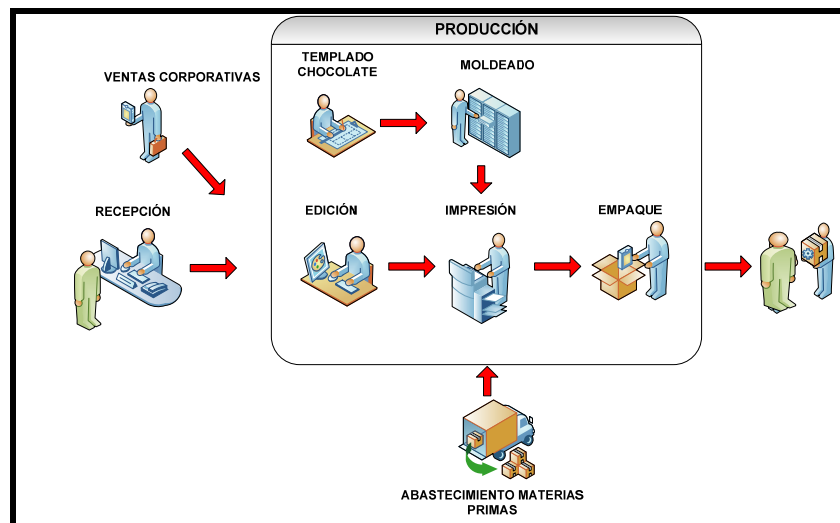 PRODUCCIÓN
TEMPLADO
CHOCOLATE
MOLDEADO
VENTAS CORPORATIVAS
RECEPCIÓN
EDICIÓN
IMPRESIÓN
EMPAQUE
ABASTECIMIENTO MATERIAS
PRIMAS